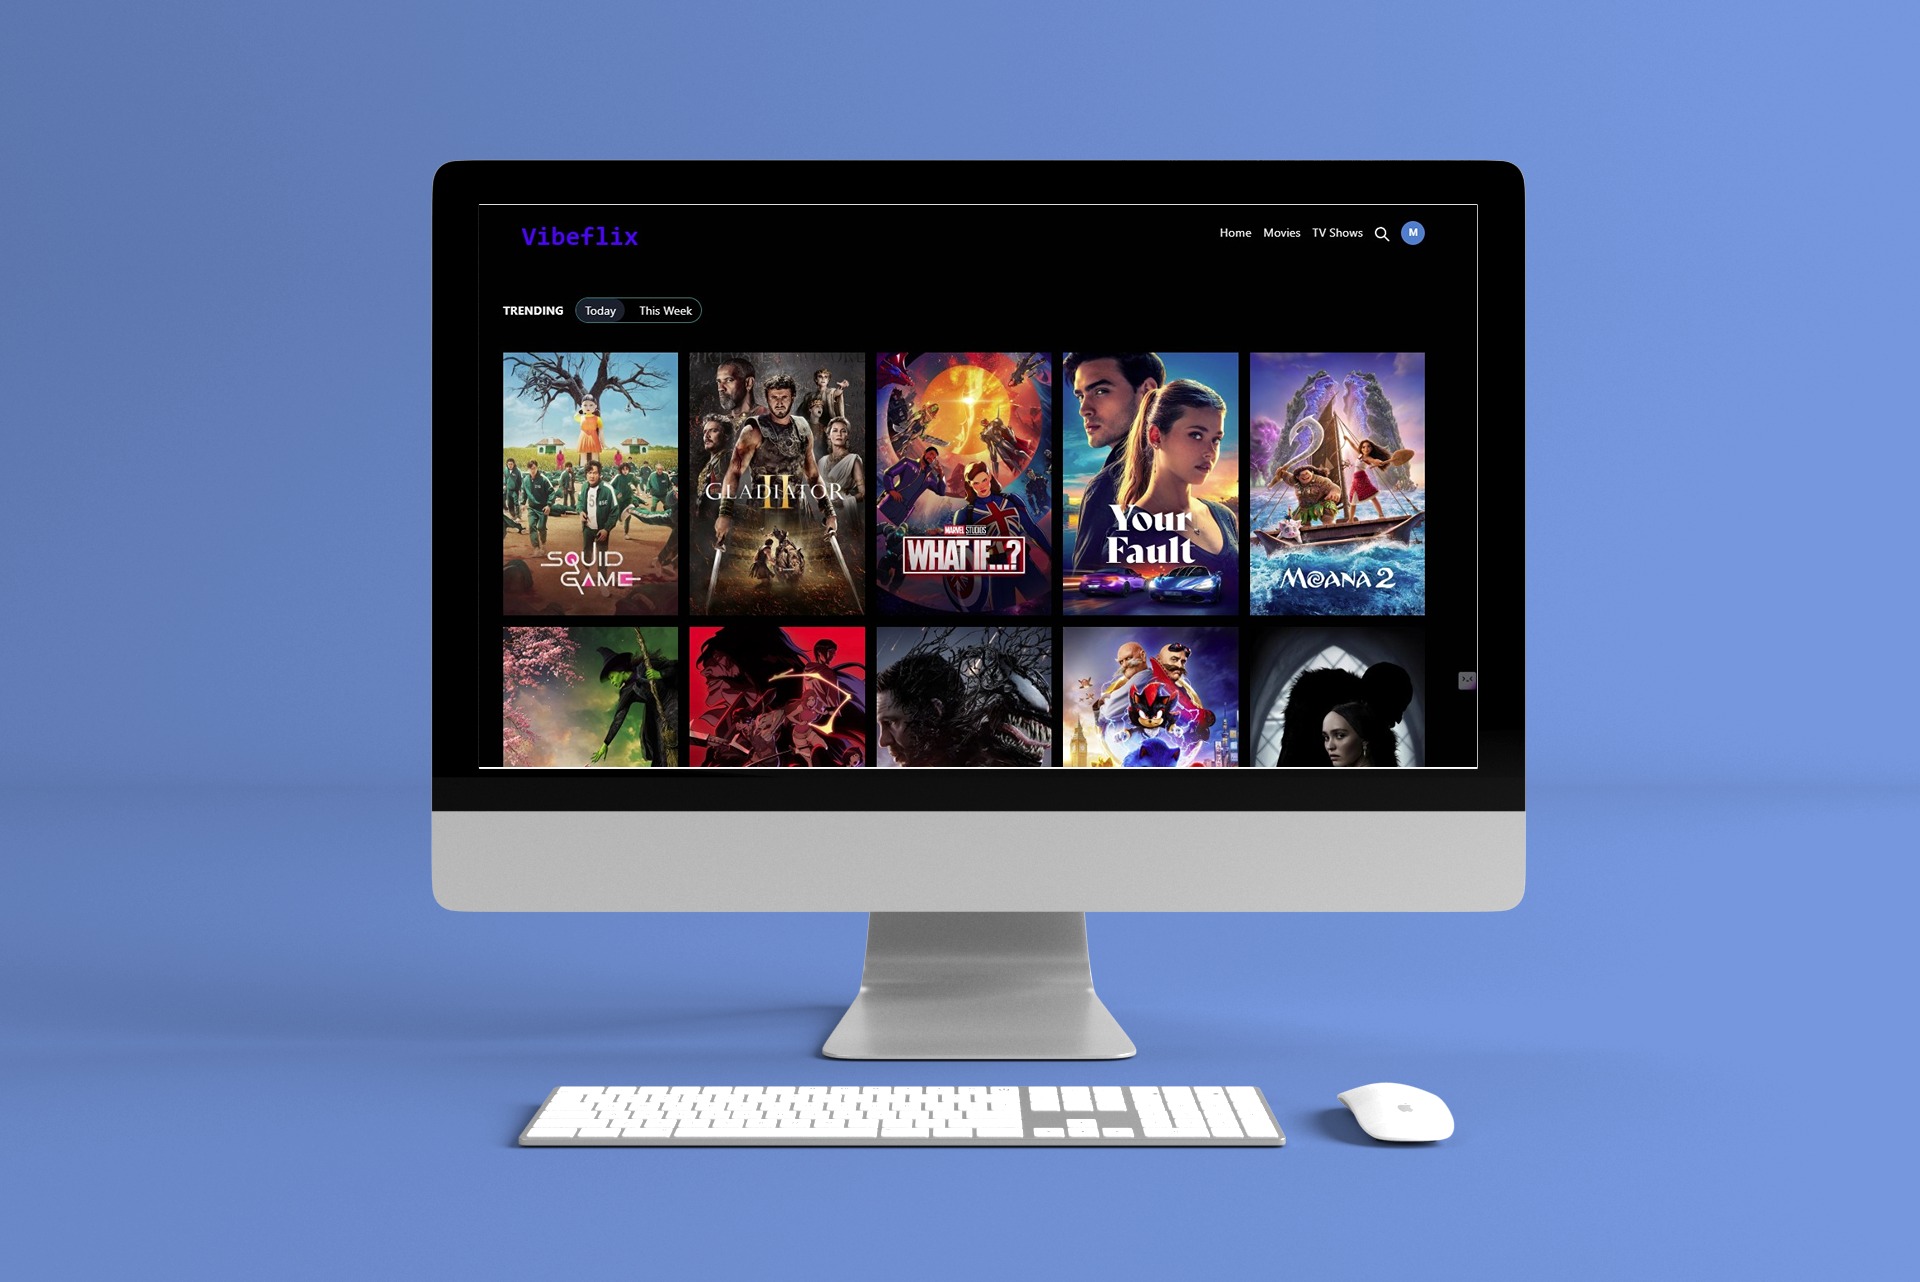 Vibeflix
Home Movies TV Shows M
TRENDING Today This Week
SQUID
GAME
GLADIATOR
II
MARVEL STUDIOS
WHAT IF...?
Your
Fault
MOANA 2